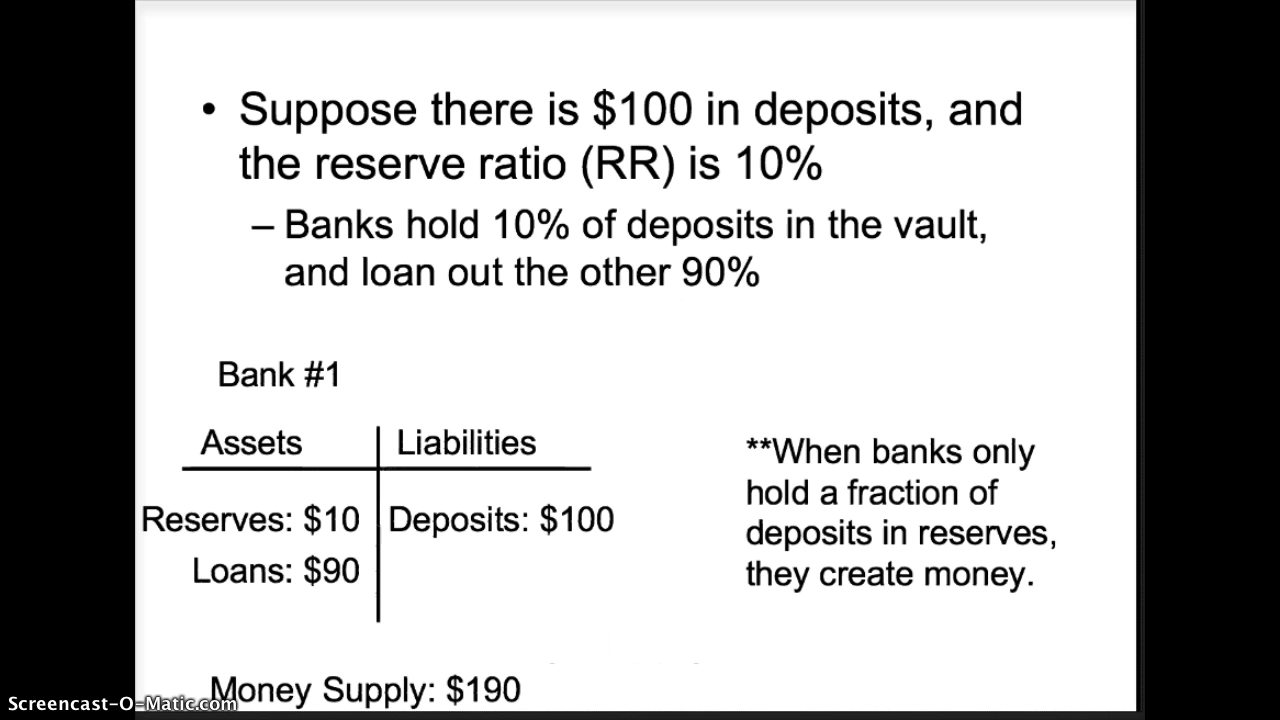 • Suppose there is $100 in deposits, and
the reserve ratio (RR) is 10%
– Banks hold 10% of deposits in the vault,
and loan out the other 90%
Bank #1
Assets Liabilities
Reserves: $10 Deposits: $100
Loans: $90
**When banks only
hold a fraction of
deposits in reserves,
they create money.
Money Supply: $190
Screencast-O-Matic.com